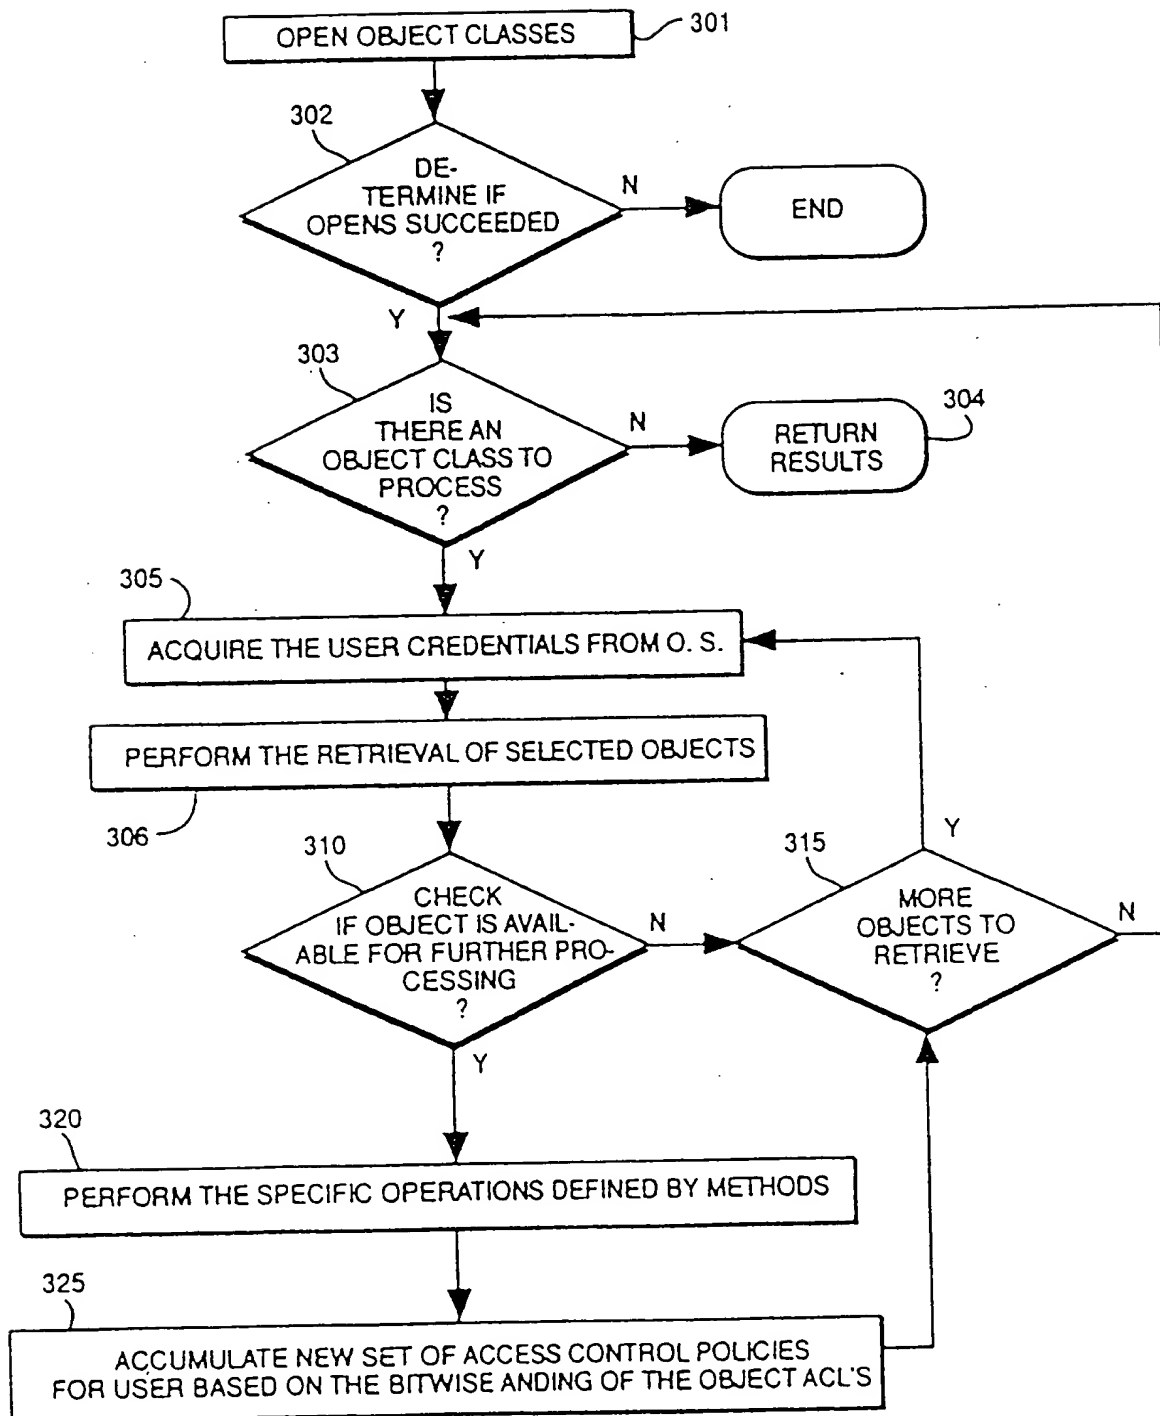 OPEN OBJECT CLASSES
301
302
DE-
TERMINE IF
OPENS SUCCEEDED
?
N
END
Y
303
IS
THERE AN
OBJECT CLASS TO
PROCESS
?
N
RETURN
RESULTS
304
Y
305
ACQUIRE THE USER CREDENTIALS FROM O. S.
PERFORM THE RETRIEVAL OF SELECTED OBJECTS
306
310
CHECK
IF OBJECT IS AVAIL-
ABLE FOR FURTHER PRO-
CESSING
?
N
Y
315
MORE
OBJECTS TO
RETRIEVE
?
Y
N
320
PERFORM THE SPECIFIC OPERATIONS DEFINED BY METHODS
325
ACCUMULATE NEW SET OF ACCESS CONTROL POLICIES
FOR USER BASED ON THE BITWISE ANDING OF THE OBJECT ACL'S